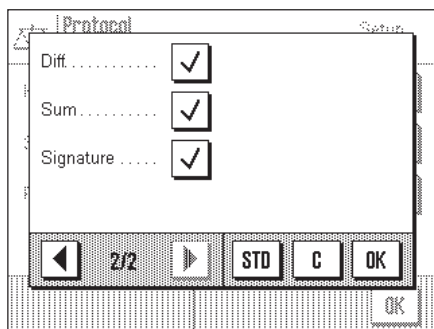 Protocol Setup
Diff. . . . . . . . . . . .
Sum. . . . . . . . . . .
Signature . . . . .
2/2 STD C OK
OK